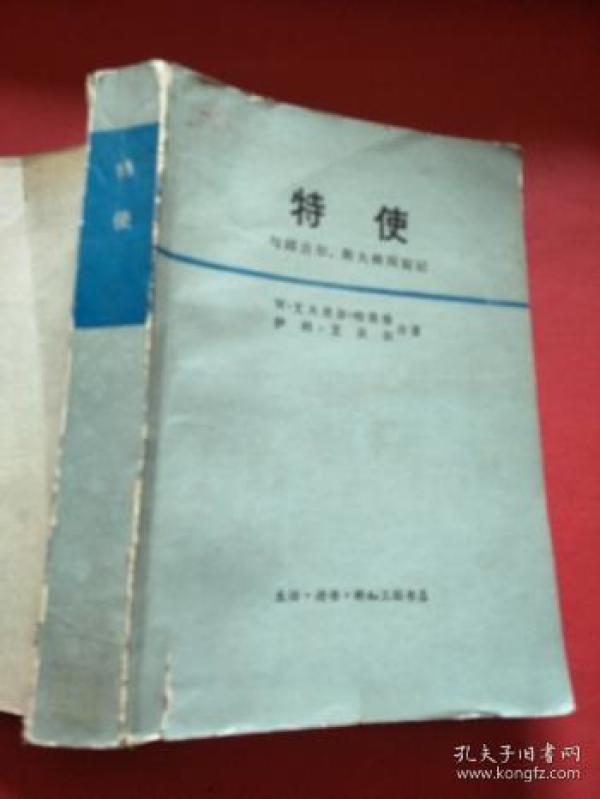 特使
特使
与邱吉尔、斯大林周旋记
W·艾夫里尔·哈里曼
伊利·艾贝尔 合著
生活·读书·新知三联书店
孔夫子旧书网
www.kongfz.com